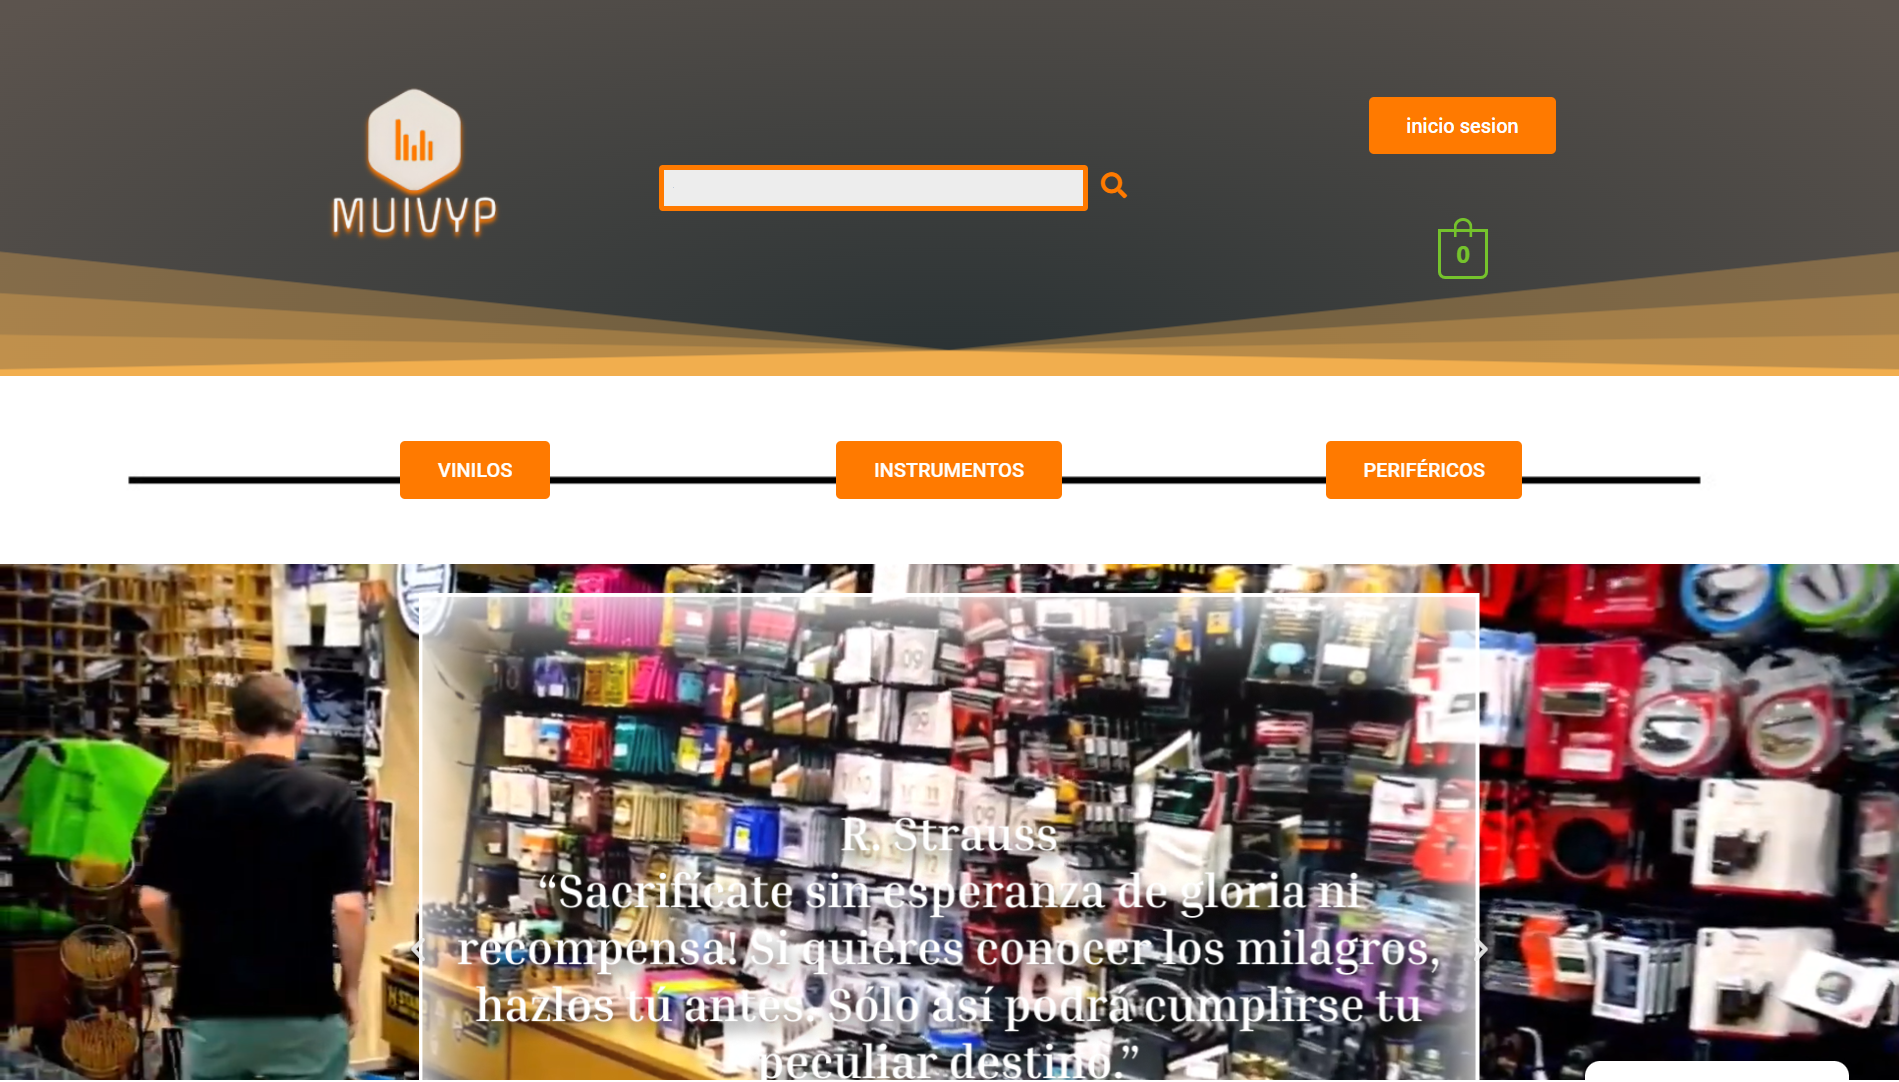 MUIVYP
inicio sesion
0
VINILOS
INSTRUMENTOS
PERIFÉRICOS
R. Strauss
“Sacrifícate sin esperanza de gloria ni
recompensa! Si quieres conocer los milagros,
hazlos tú antes. Sólo así podrá cumplirse tu
peculiar destino.”